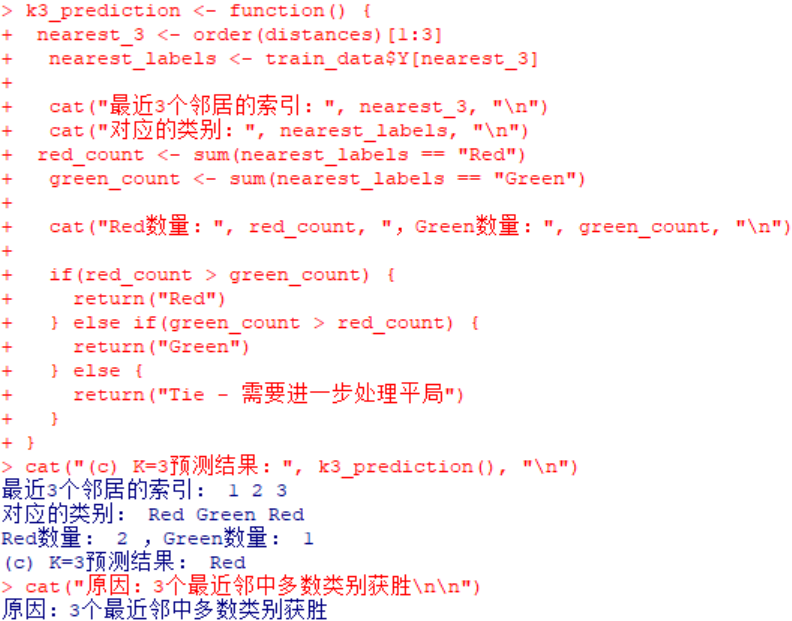 > k3_prediction <- function() {
+  nearest_3 <- order(distances)[1:3]
+   nearest_labels <- train_data$Y[nearest_3]
+
+   cat("最近3个邻居的索引：", nearest_3, "\n")
+   cat("对应的类别：", nearest_labels, "\n")
+  red_count <- sum(nearest_labels == "Red")
+   green_count <- sum(nearest_labels == "Green")
+
+   cat("Red数量：", red_count, "，Green数量：", green_count, "\n")
+
+   if(red_count > green_count) {
+     return("Red")
+   } else if(green_count > red_count) {
+     return("Green")
+   } else {
+     return("Tie - 需要进一步处理平局")
+   }
+ }
> cat("(c) K=3预测结果：", k3_prediction(), "\n")
最近3个邻居的索引： 1 2 3
对应的类别： Red Green Red
Red数量： 2 ，Green数量： 1
(c) K=3预测结果： Red
> cat("原因：3个最近邻中多数类别获胜\n\n")
原因：3个最近邻中多数类别获胜